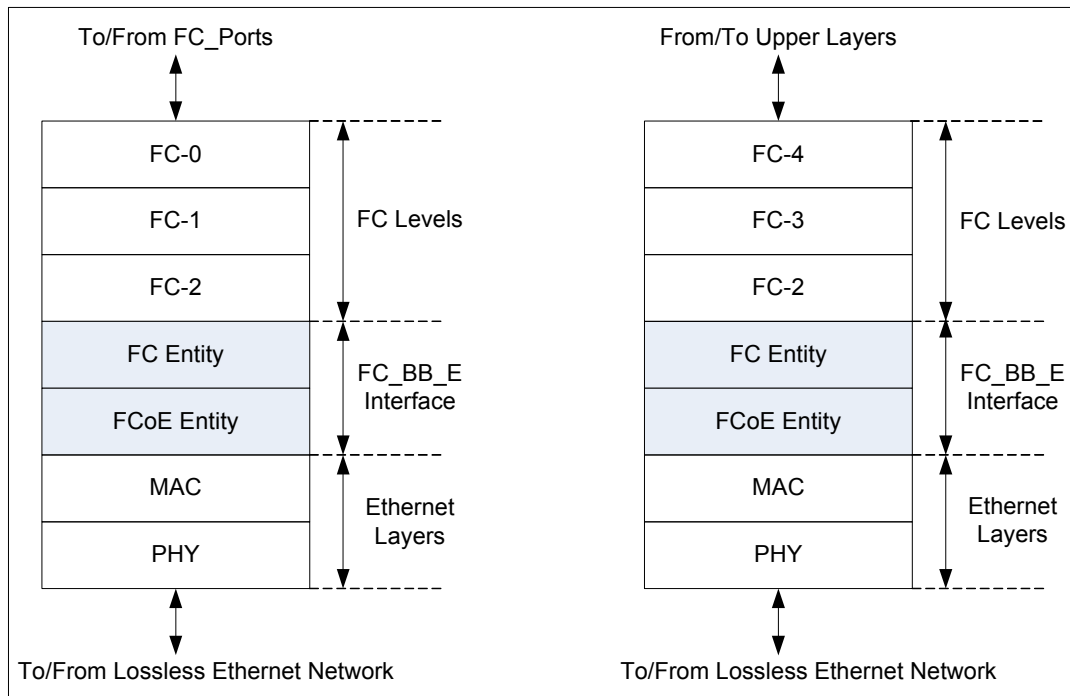 To/From FC_Ports
FC-0
FC-1
FC-2
FC Entity
FCoE Entity
MAC
PHY
FC Levels
FC_BB_E
Interface
Ethernet
Layers
To/From Lossless Ethernet Network
From/To Upper Layers
FC-4
FC-3
FC-2
FC Entity
FCoE Entity
MAC
PHY
FC Levels
FC_BB_E
Interface
Ethernet
Layers
To/From Lossless Ethernet Network